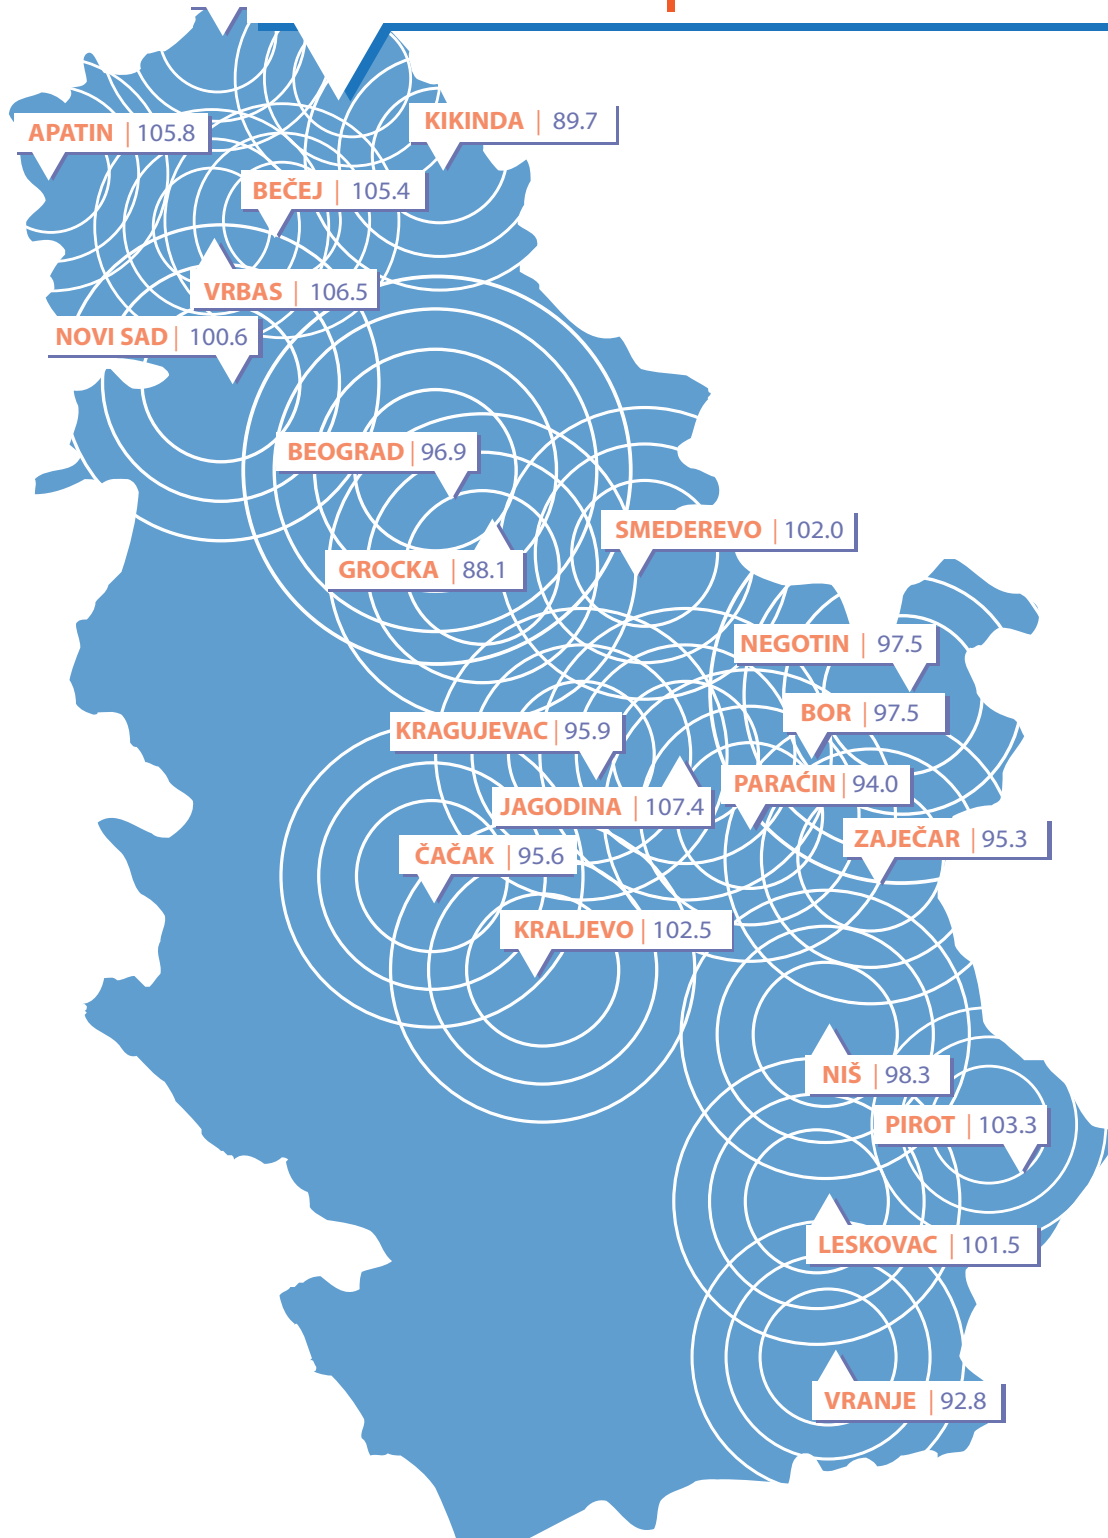 APATIN | 105.8
KIKINDA | 89.7
BEČEJ | 105.4
VRBAS | 106.5
NOVI SAD | 100.6
BEOGRAD | 96.9
SMEDEREVO | 102.0
GROCKA | 88.1
NEGOTIN | 97.5
BOR | 97.5
KRAGUJEVAC | 95.9
PARAĆIN | 94.0
JAGODINA | 107.4
ZAJEČAR | 95.3
ČAČAK | 95.6
KRALJEVO | 102.5
NIŠ | 98.3
PIROT | 103.3
LESKOVAC | 101.5
VRANJE | 92.8